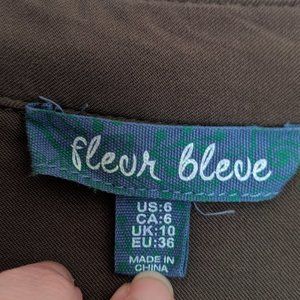 fleur bleue
US:6
CA:6
UK:10
EU:36
MADE IN
CHINA